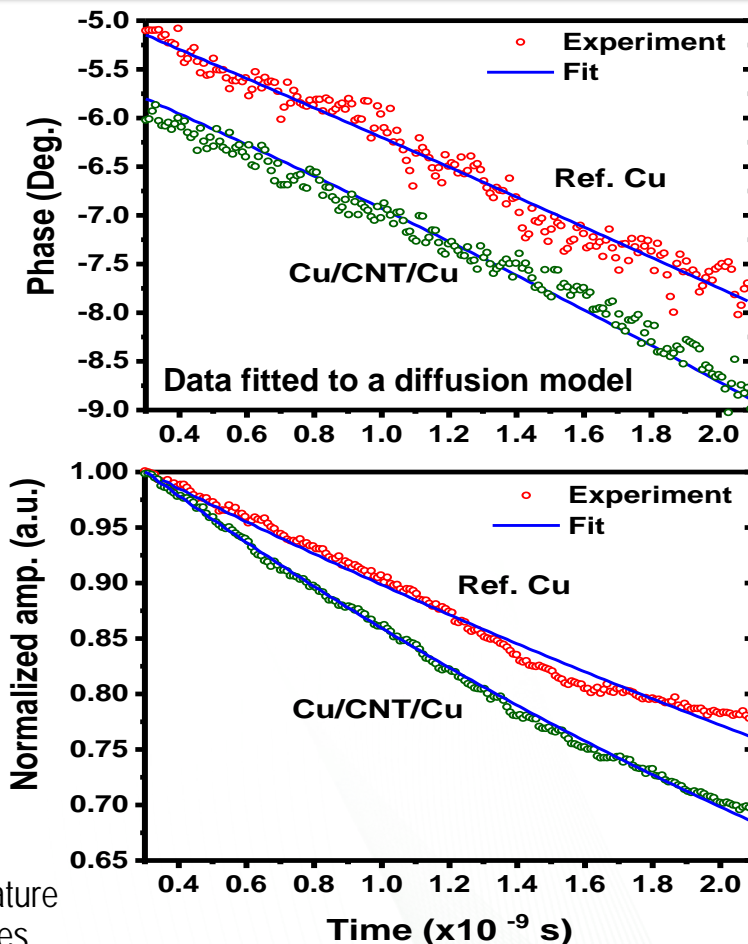 -5.0
-5.5
-6.0
-6.5
-7.0
-7.5
-8.0
-8.5
-9.0
Phase (Deg.)
Experiment
Fit
Ref. Cu
Cu/CNT/Cu
Data fitted to a diffusion model
0.4 0.6 0.8 1.0 1.2 1.4 1.6 1.8 2.0
1.00
0.95
0.90
0.85
0.80
0.75
0.70
0.65
Normalized amp. (a.u.)
Experiment
Fit
Ref. Cu
Cu/CNT/Cu
0.4 0.6 0.8 1.0 1.2 1.4 1.6 1.8 2.0
Time (x10 -9 s)
ature
es